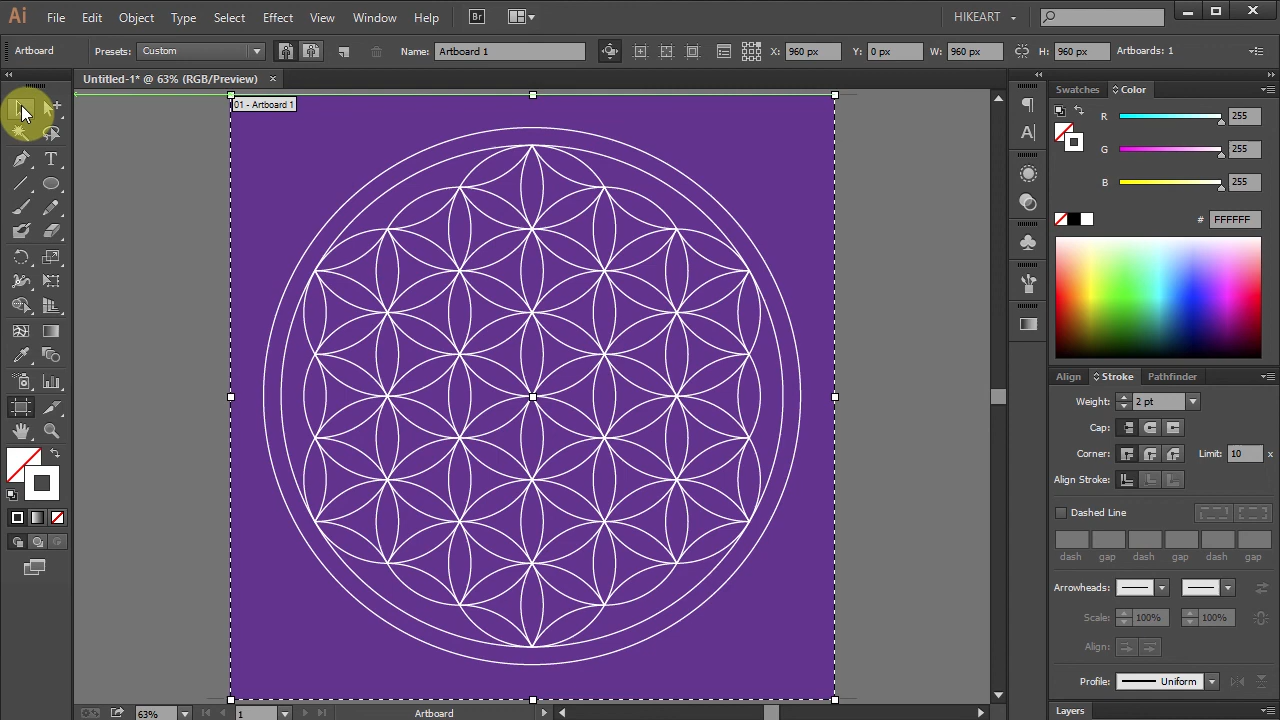 Ai File Edit Object Type Select Effect View Window Help Br HIKEART
Artboard Presets: Custom Name: Artboard 1 X: 960 px Y: 0 px W: 960 px H: 960 px Artboards: 1
Untitled-1* @ 63% (RGB/Preview) ×
01 - Artboard 1
T
A
Swatches Color
R 255
G 255
B 255
# FFFFFF
Align Stroke Pathfinder
Weight: 2 pt
Cap:
Corner: Limit: 10 x
Align Stroke:
Dashed Line
dash gap dash gap dash gap
Arrowheads:
Scale: 100% 100%
Align:
Profile: Uniform
Layers
63% 1 Artboard